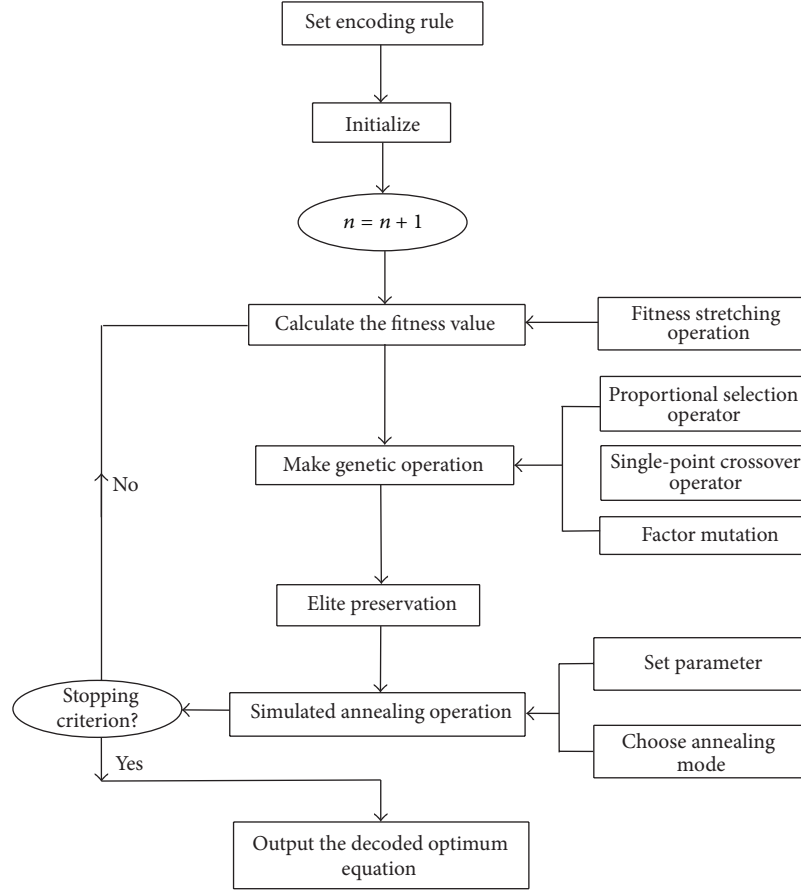 Set encoding rule
Initialize
n = n + 1
Calculate the fitness value
Fitness stretching
operation
Proportional selection
operator
Make genetic operation
Single-point crossover
operator
No
Factor mutation
Elite preservation
Set parameter
Stopping
criterion?
Simulated annealing operation
Choose annealing
mode
Yes
Output the decoded optimum
equation